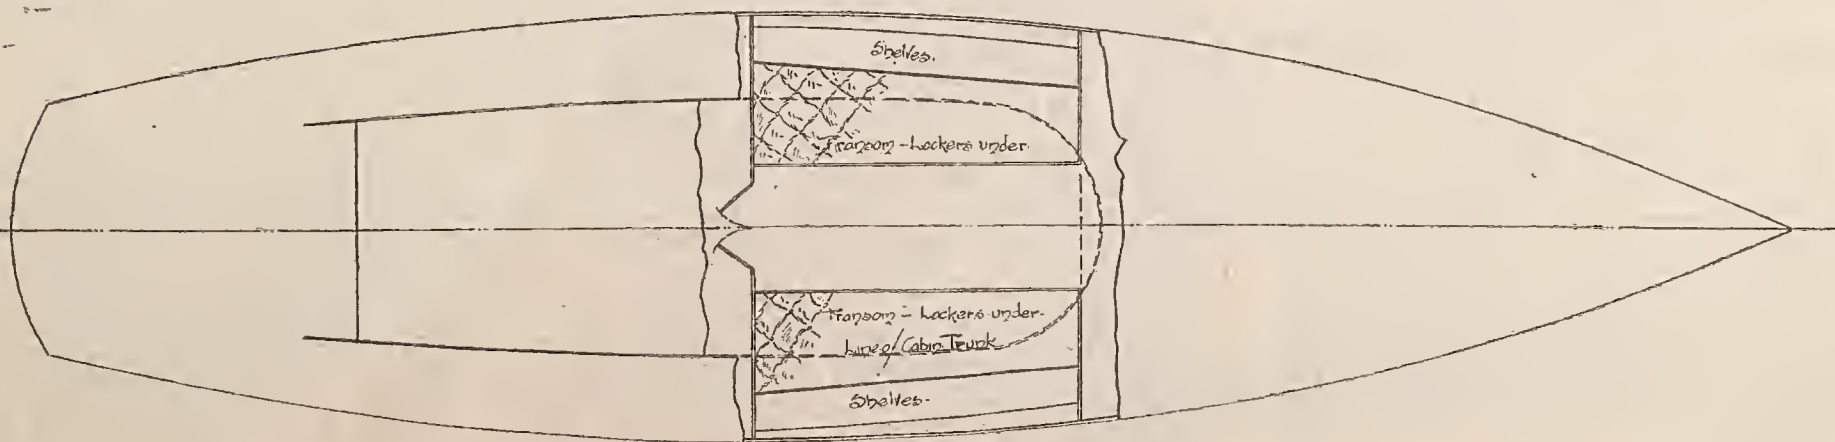 Shelves.
Transom - Lockers under.
Transom - Lockers under.
Line of Cabin Trunk
Shelves.